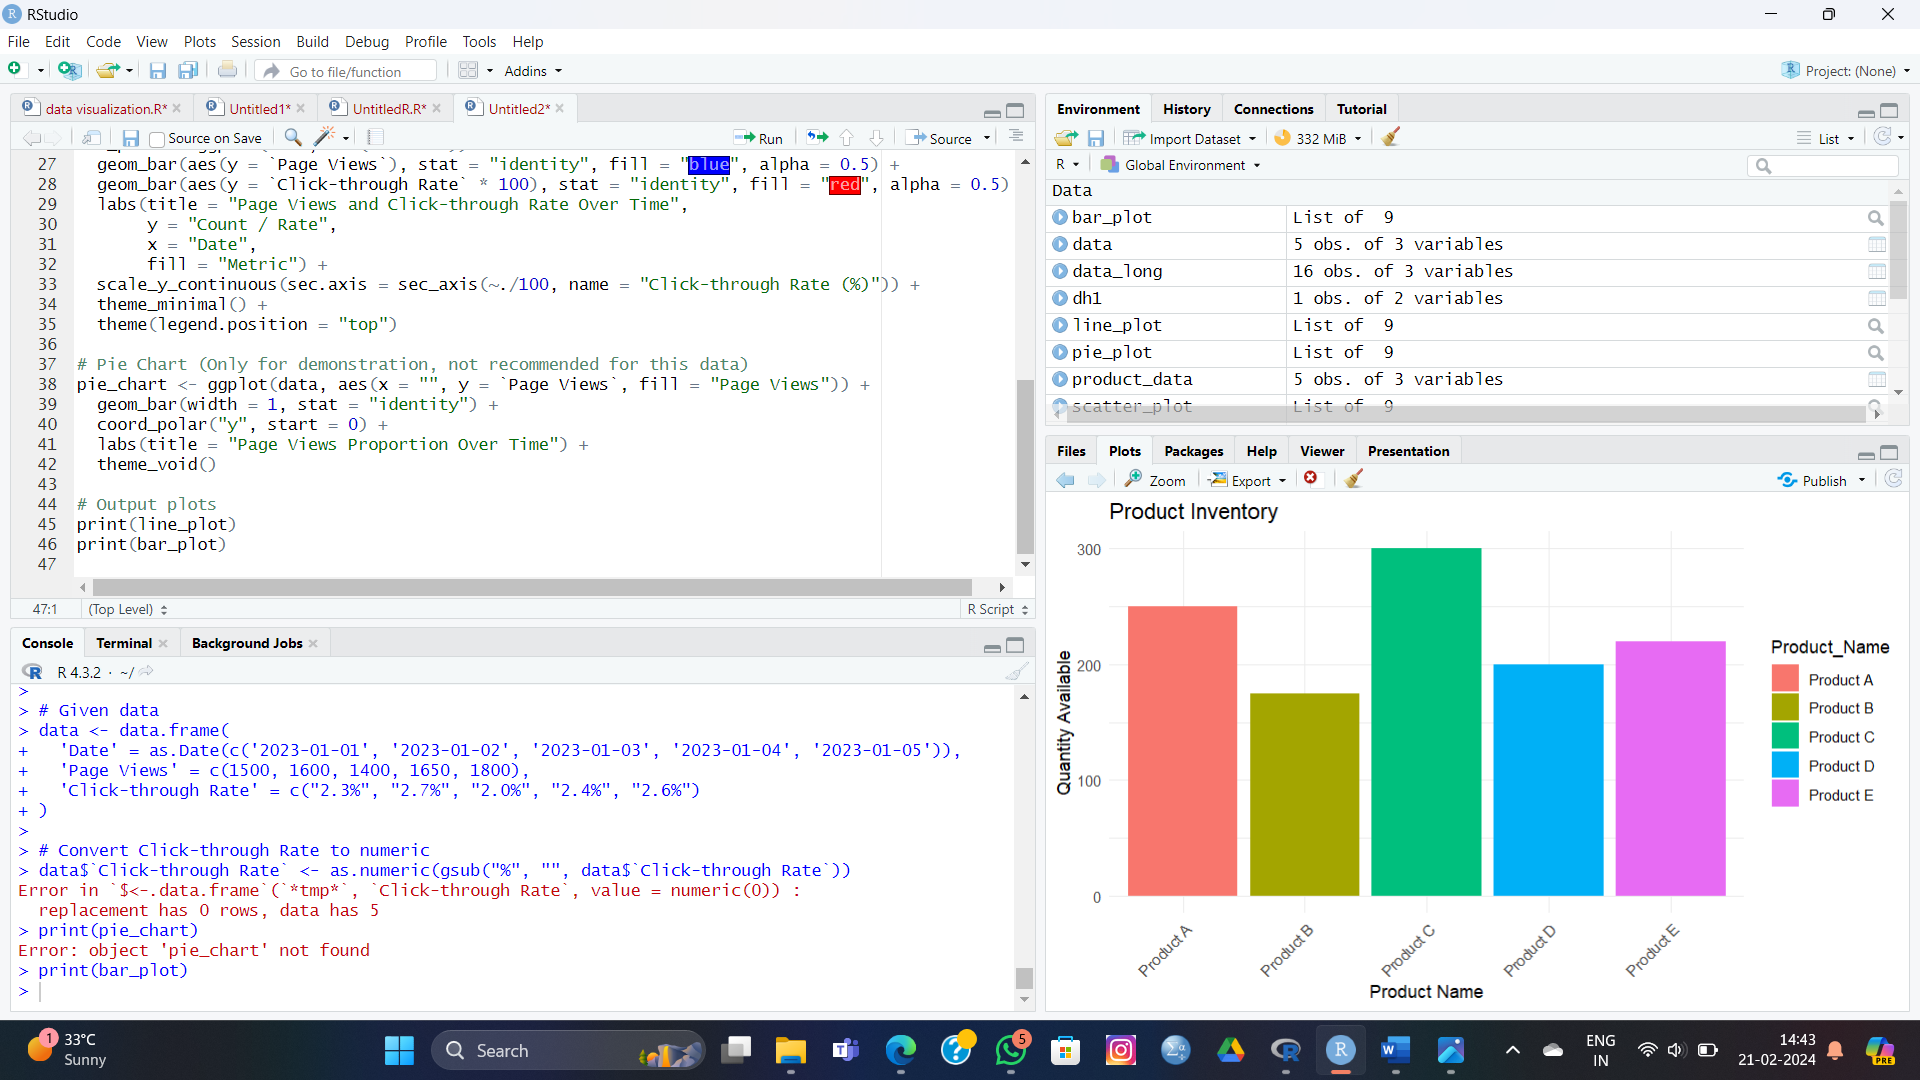 RStudio
File Edit Code View Plots Session Build Debug Profile Tools Help
Go to file/function Addins Project: (None)
data visualization.R* Untitled1* UntitledR.R* Untitled2*
Source on Save Run Source
27 geom_bar(aes(y = `Page Views`), stat = "identity", fill = "blue", alpha = 0.5) +
28 geom_bar(aes(y = `Click-through Rate` * 100), stat = "identity", fill = "red", alpha = 0.5)
29 labs(title = "Page Views and Click-through Rate Over Time",
30 y = "Count / Rate",
31 x = "Date",
32 fill = "Metric") +
33 scale_y_continuous(sec.axis = sec_axis(~./100, name = "Click-through Rate (%)")) +
34 theme_minimal() +
35 theme(legend.position = "top")
36
37 # Pie Chart (Only for demonstration, not recommended for this data)
38 pie_chart <- ggplot(data, aes(x = "", y = `Page Views`, fill = "Page Views")) +
39 geom_bar(width = 1, stat = "identity") +
40 coord_polar("y", start = 0) +
41 labs(title = "Page Views Proportion Over Time") +
42 theme_void()
43
44 # Output plots
45 print(line_plot)
46 print(bar_plot)
47
47:1 (Top Level) R Script
Console Terminal Background Jobs
R 4.3.2 · ~/
>
> # Given data
> data <- data.frame(
+ 'Date' = as.Date(c('2023-01-01', '2023-01-02', '2023-01-03', '2023-01-04', '2023-01-05')),
+ 'Page Views' = c(1500, 1600, 1400, 1650, 1800),
+ 'Click-through Rate' = c("2.3%", "2.7%", "2.0%", "2.4%", "2.6%")
+ )
>
> # Convert Click-through Rate to numeric
> data$`Click-through Rate` <- as.numeric(gsub("%", "", data$`Click-through Rate`))
Error in `$<-.data.frame`(`*tmp*`, `Click-through Rate`, value = numeric(0)) :
replacement has 0 rows, data has 5
> print(pie_chart)
Error: object 'pie_chart' not found
> print(bar_plot)
>
Environment History Connections Tutorial
Import Dataset 332 MiB List
R Global Environment
Data
bar_plot List of 9
data 5 obs. of 3 variables
data_long 16 obs. of 3 variables
dh1 1 obs. of 2 variables
line_plot List of 9
pie_plot List of 9
product_data 5 obs. of 3 variables
scatter_plot List of 9
Files Plots Packages Help Viewer Presentation
Zoom Export Publish
Product Inventory
300
200
100
0
Quantity Available
Product A Product B Product C Product D Product E
Product Name
Product_Name
Product A
Product B
Product C
Product D
Product E
1 33°C
Sunny
Search
5
PRE
ENG
IN
14:43
21-02-2024